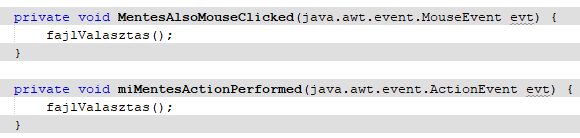 private void MentesAlsoMouseClicked(java.awt.event.MouseEvent evt) {
    fajlValasztas();
}
private void miMentesActionPerformed(java.awt.event.ActionEvent evt) {
    fajlValasztas();
}